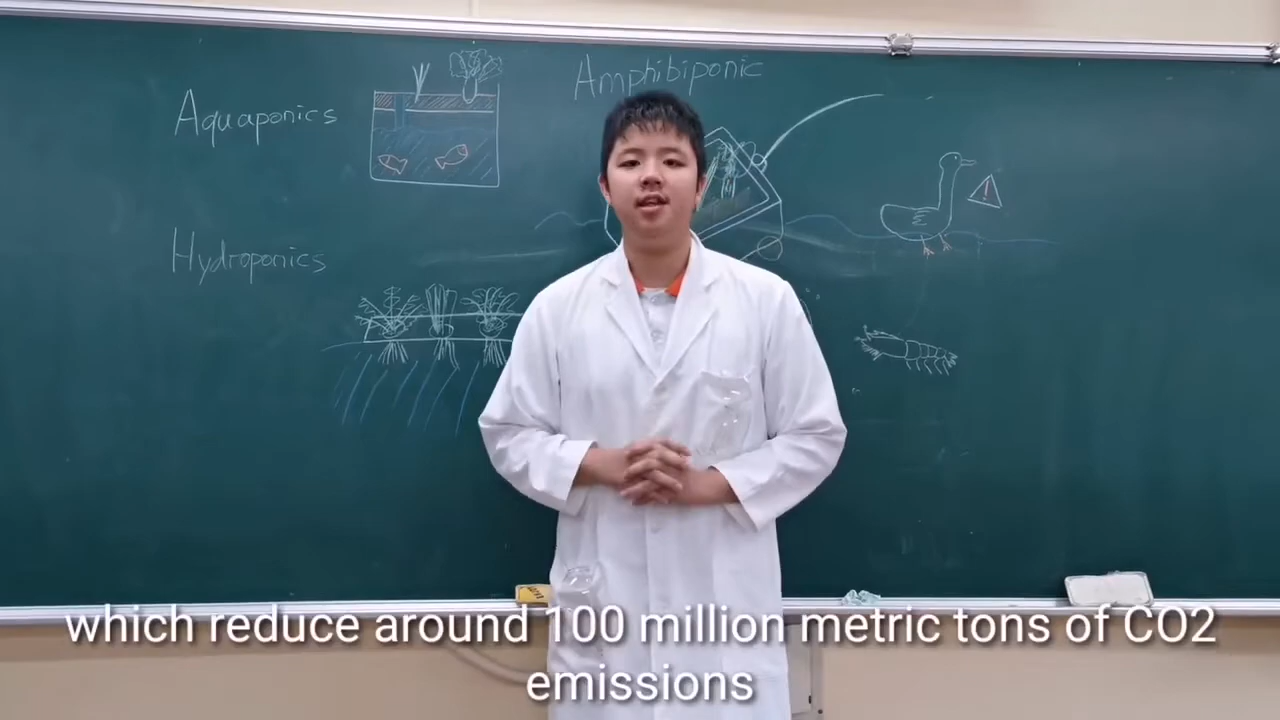 Amphibiponic
Aquaponics
Hydroponics
which reduce around 100 million metric tons of CO2
emissions